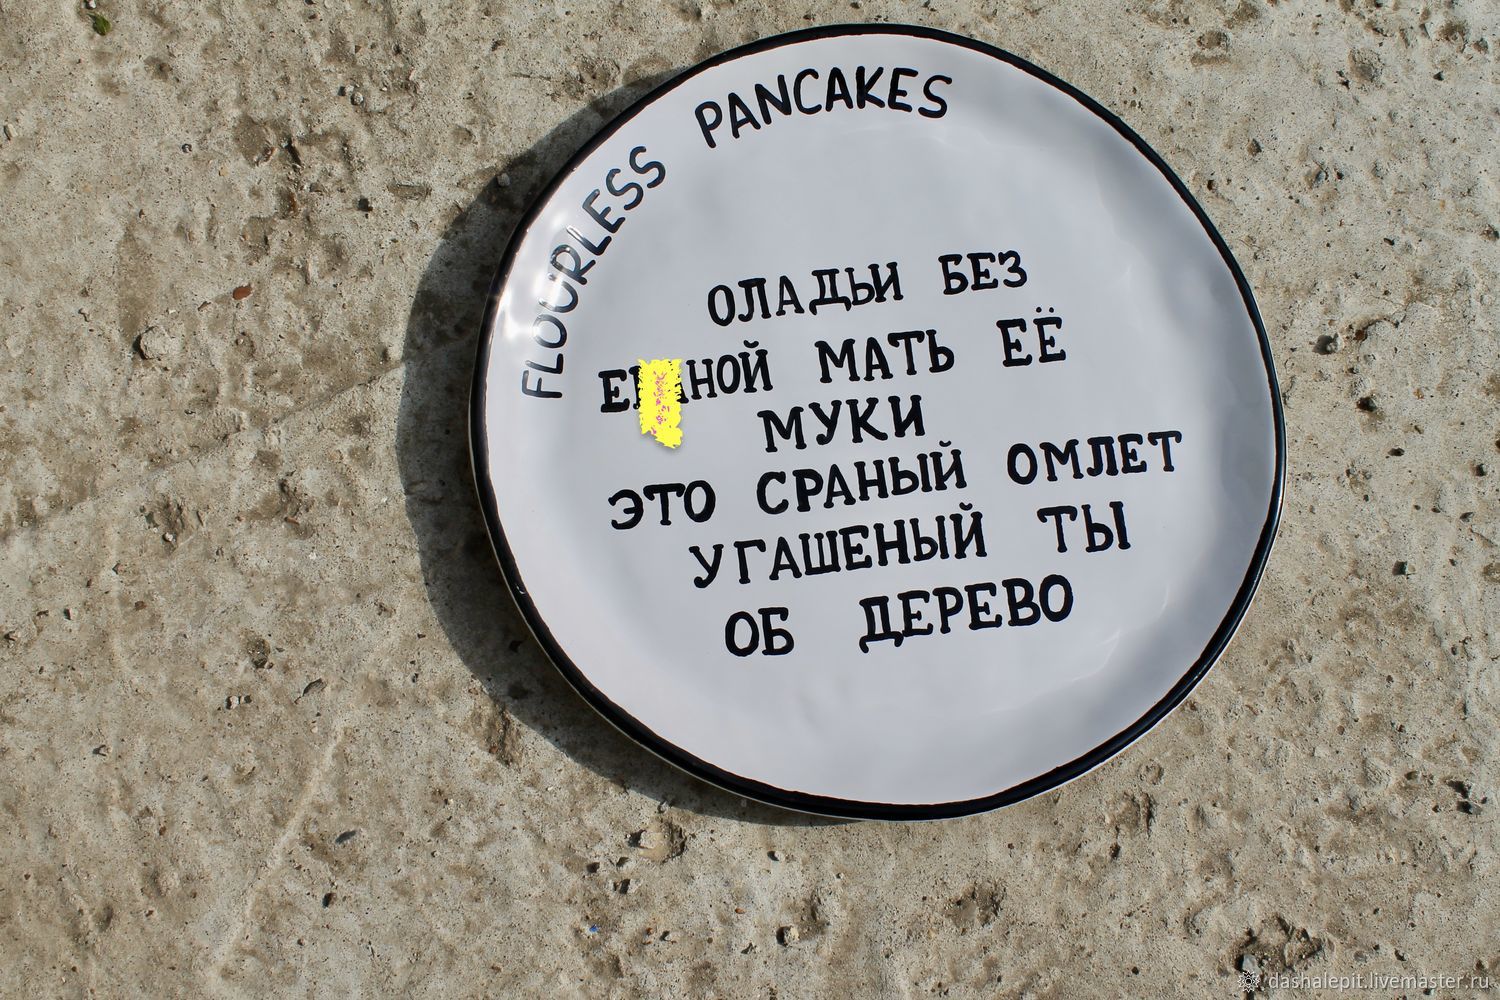 FLOURLESS PANCAKES
ОЛАДЬИ БЕЗ
МАТЬ ЕЁ
МУКИ
ЭТО СРАНЫЙ ОМЛЕТ
УГАШЕНЫЙ ТЫ
ОБ ДЕРЕВО
dashalepit.livemaster.ru